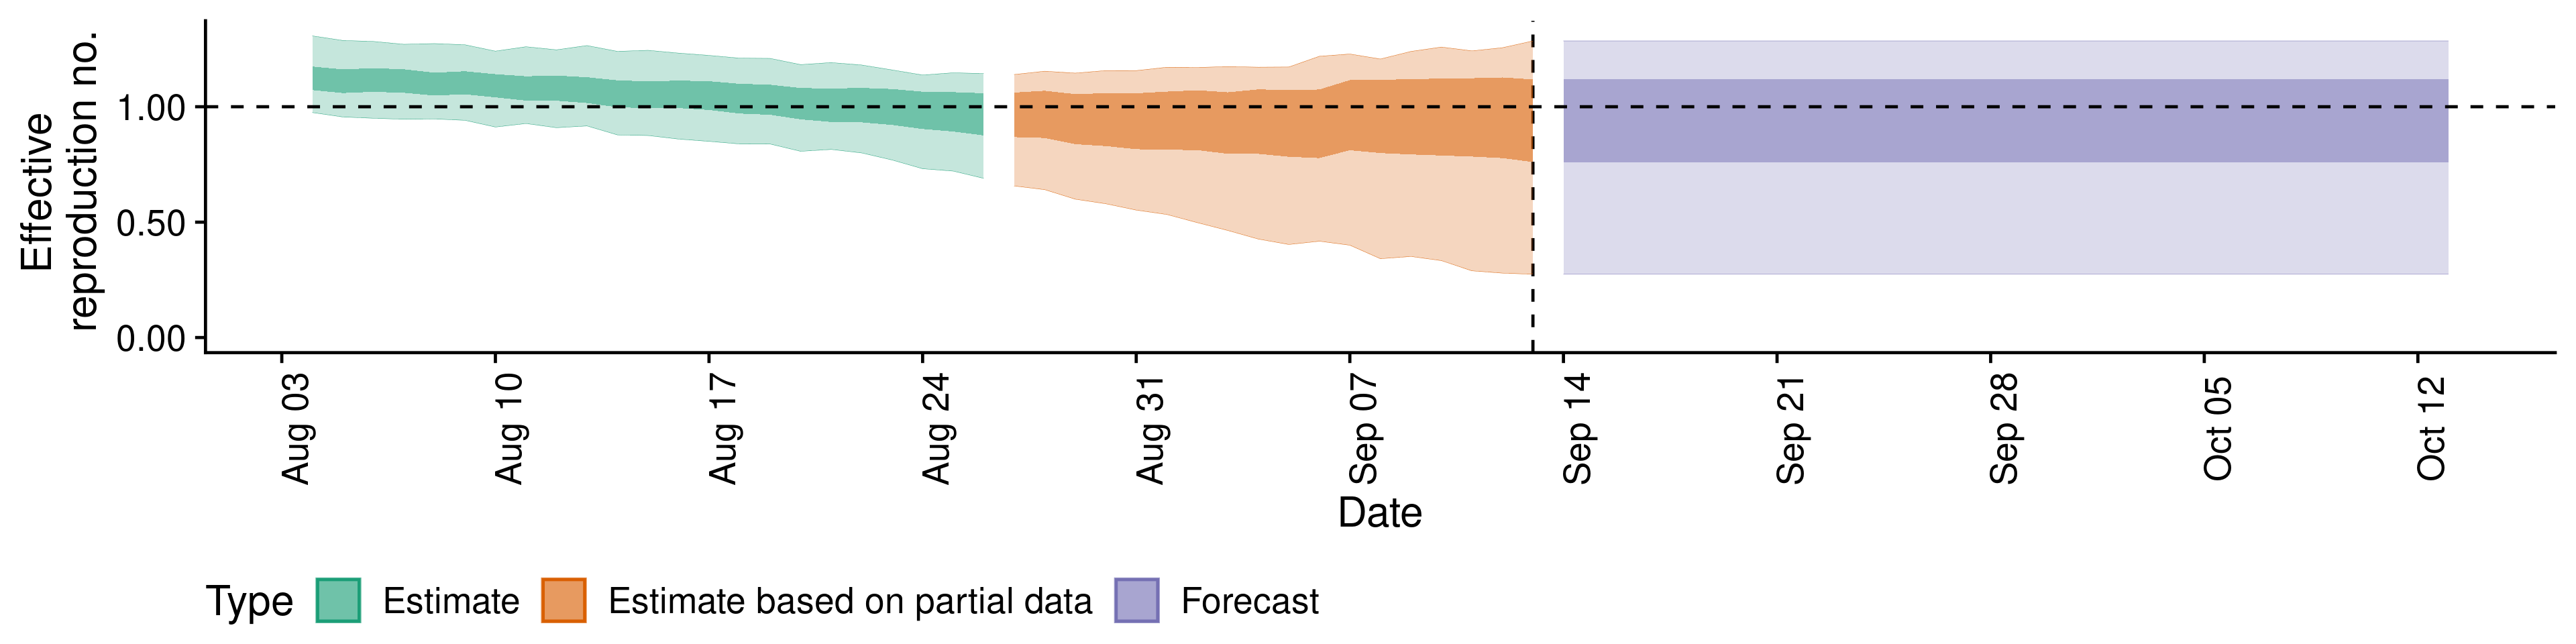 Effective
reproduction no.
1.00
0.50
0.00
Aug 03
Aug 10
Aug 17
Aug 24
Aug 31
Sep 07
Sep 14
Sep 21
Sep 28
Oct 05
Oct 12
Date
Type Estimate Estimate based on partial data Forecast